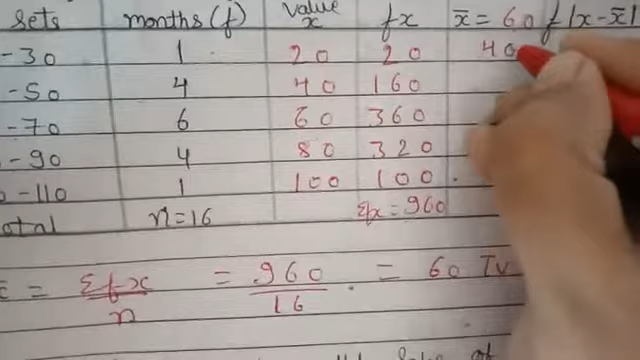 sets months (f) value x fx x̄ = 60 f |x - x̄|
-30 1 20 20 40
-50 4 40 160
-70 6 60 360
-90 4 80 320
-110 1 100 100
otal n=16 Σfx = 960
= Σfx / n = 960 / 16 = 60 Tv